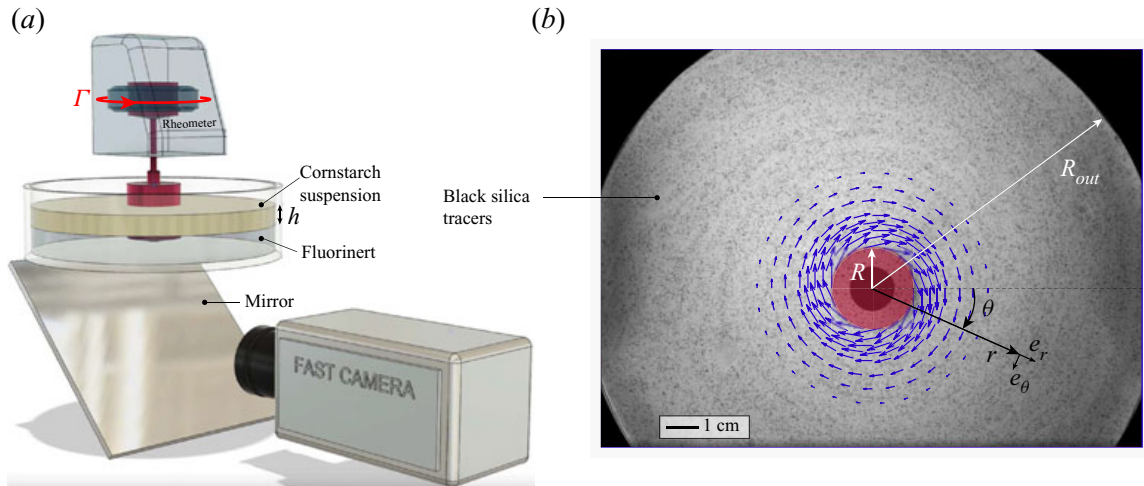 (a)
(b)
Γ
Rheometer
Cornstarch
suspension
h
Fluorinert
Mirror
FAST CAMERA
Black silica
tracers
R_out
R
θ
r
e_r
e_θ
1 cm